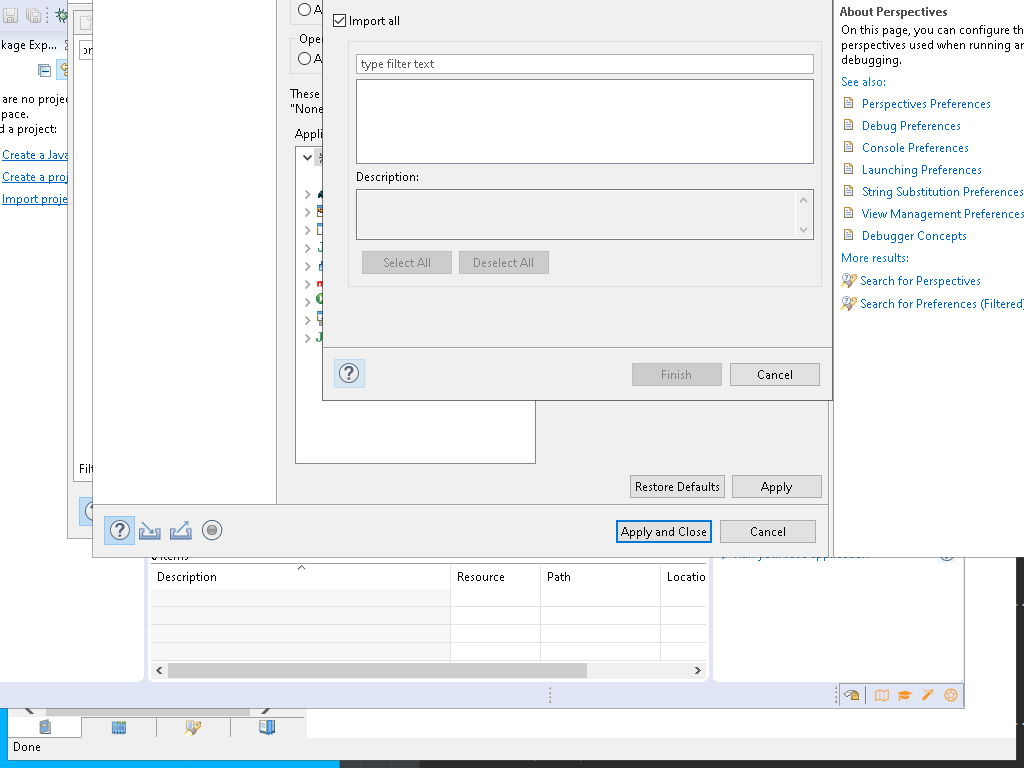 kage Exp...
are no proje
pace.
d a project:
Create a Java
Create a proj
Import proje
Filt
Oper
These
"None
Appli
Import all
type filter text
Description:
Select All
Deselect All
Finish
Cancel
Restore Defaults
Apply
Apply and Close
Cancel
About Perspectives
On this page, you can configure th
perspectives used when running ar
debugging.
See also:
Perspectives Preferences
Debug Preferences
Console Preferences
Launching Preferences
String Substitution Preferences
View Management Preferences
Debugger Concepts
More results:
Search for Perspectives
Search for Preferences (Filtered)
Description
Resource
Path
Locatio
Done